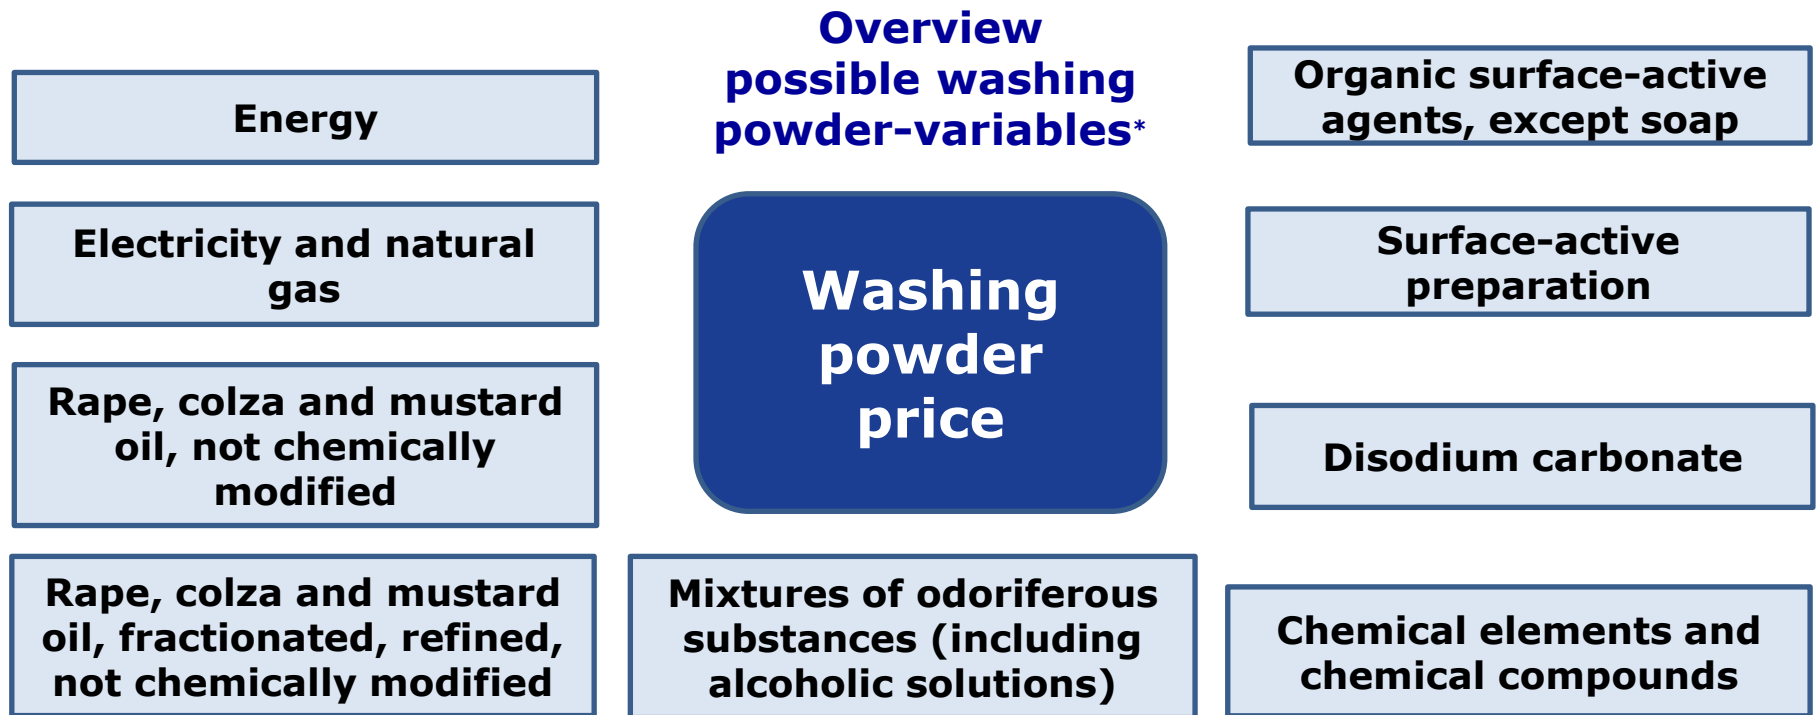 Overview
possible washing
powder-variables*
Energy
Electricity and natural
gas
Rape, colza and mustard
oil, not chemically
modified
Rape, colza and mustard
oil, fractionated, refined,
not chemically modified
Washing
powder
price
Mixtures of odoriferous
substances (including
alcoholic solutions)
Organic surface-active
agents, except soap
Surface-active
preparation
Disodium carbonate
Chemical elements and
chemical compounds